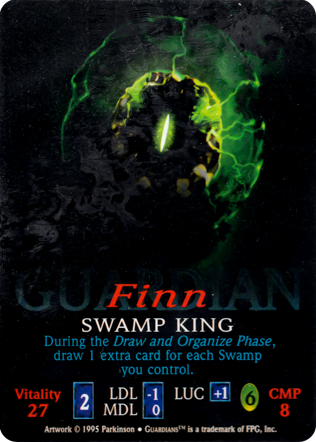 GUARDIAN
Finn
SWAMP KING
During the Draw and Organize Phase,
draw 1 extra card for each Swamp
you control.
Vitality 2 LDL -1 LUC +1 6 CMP
27 MDL 0 8
Artwork © 1995 Parkinson • GUARDIANS™ is a trademark of FPG, Inc.